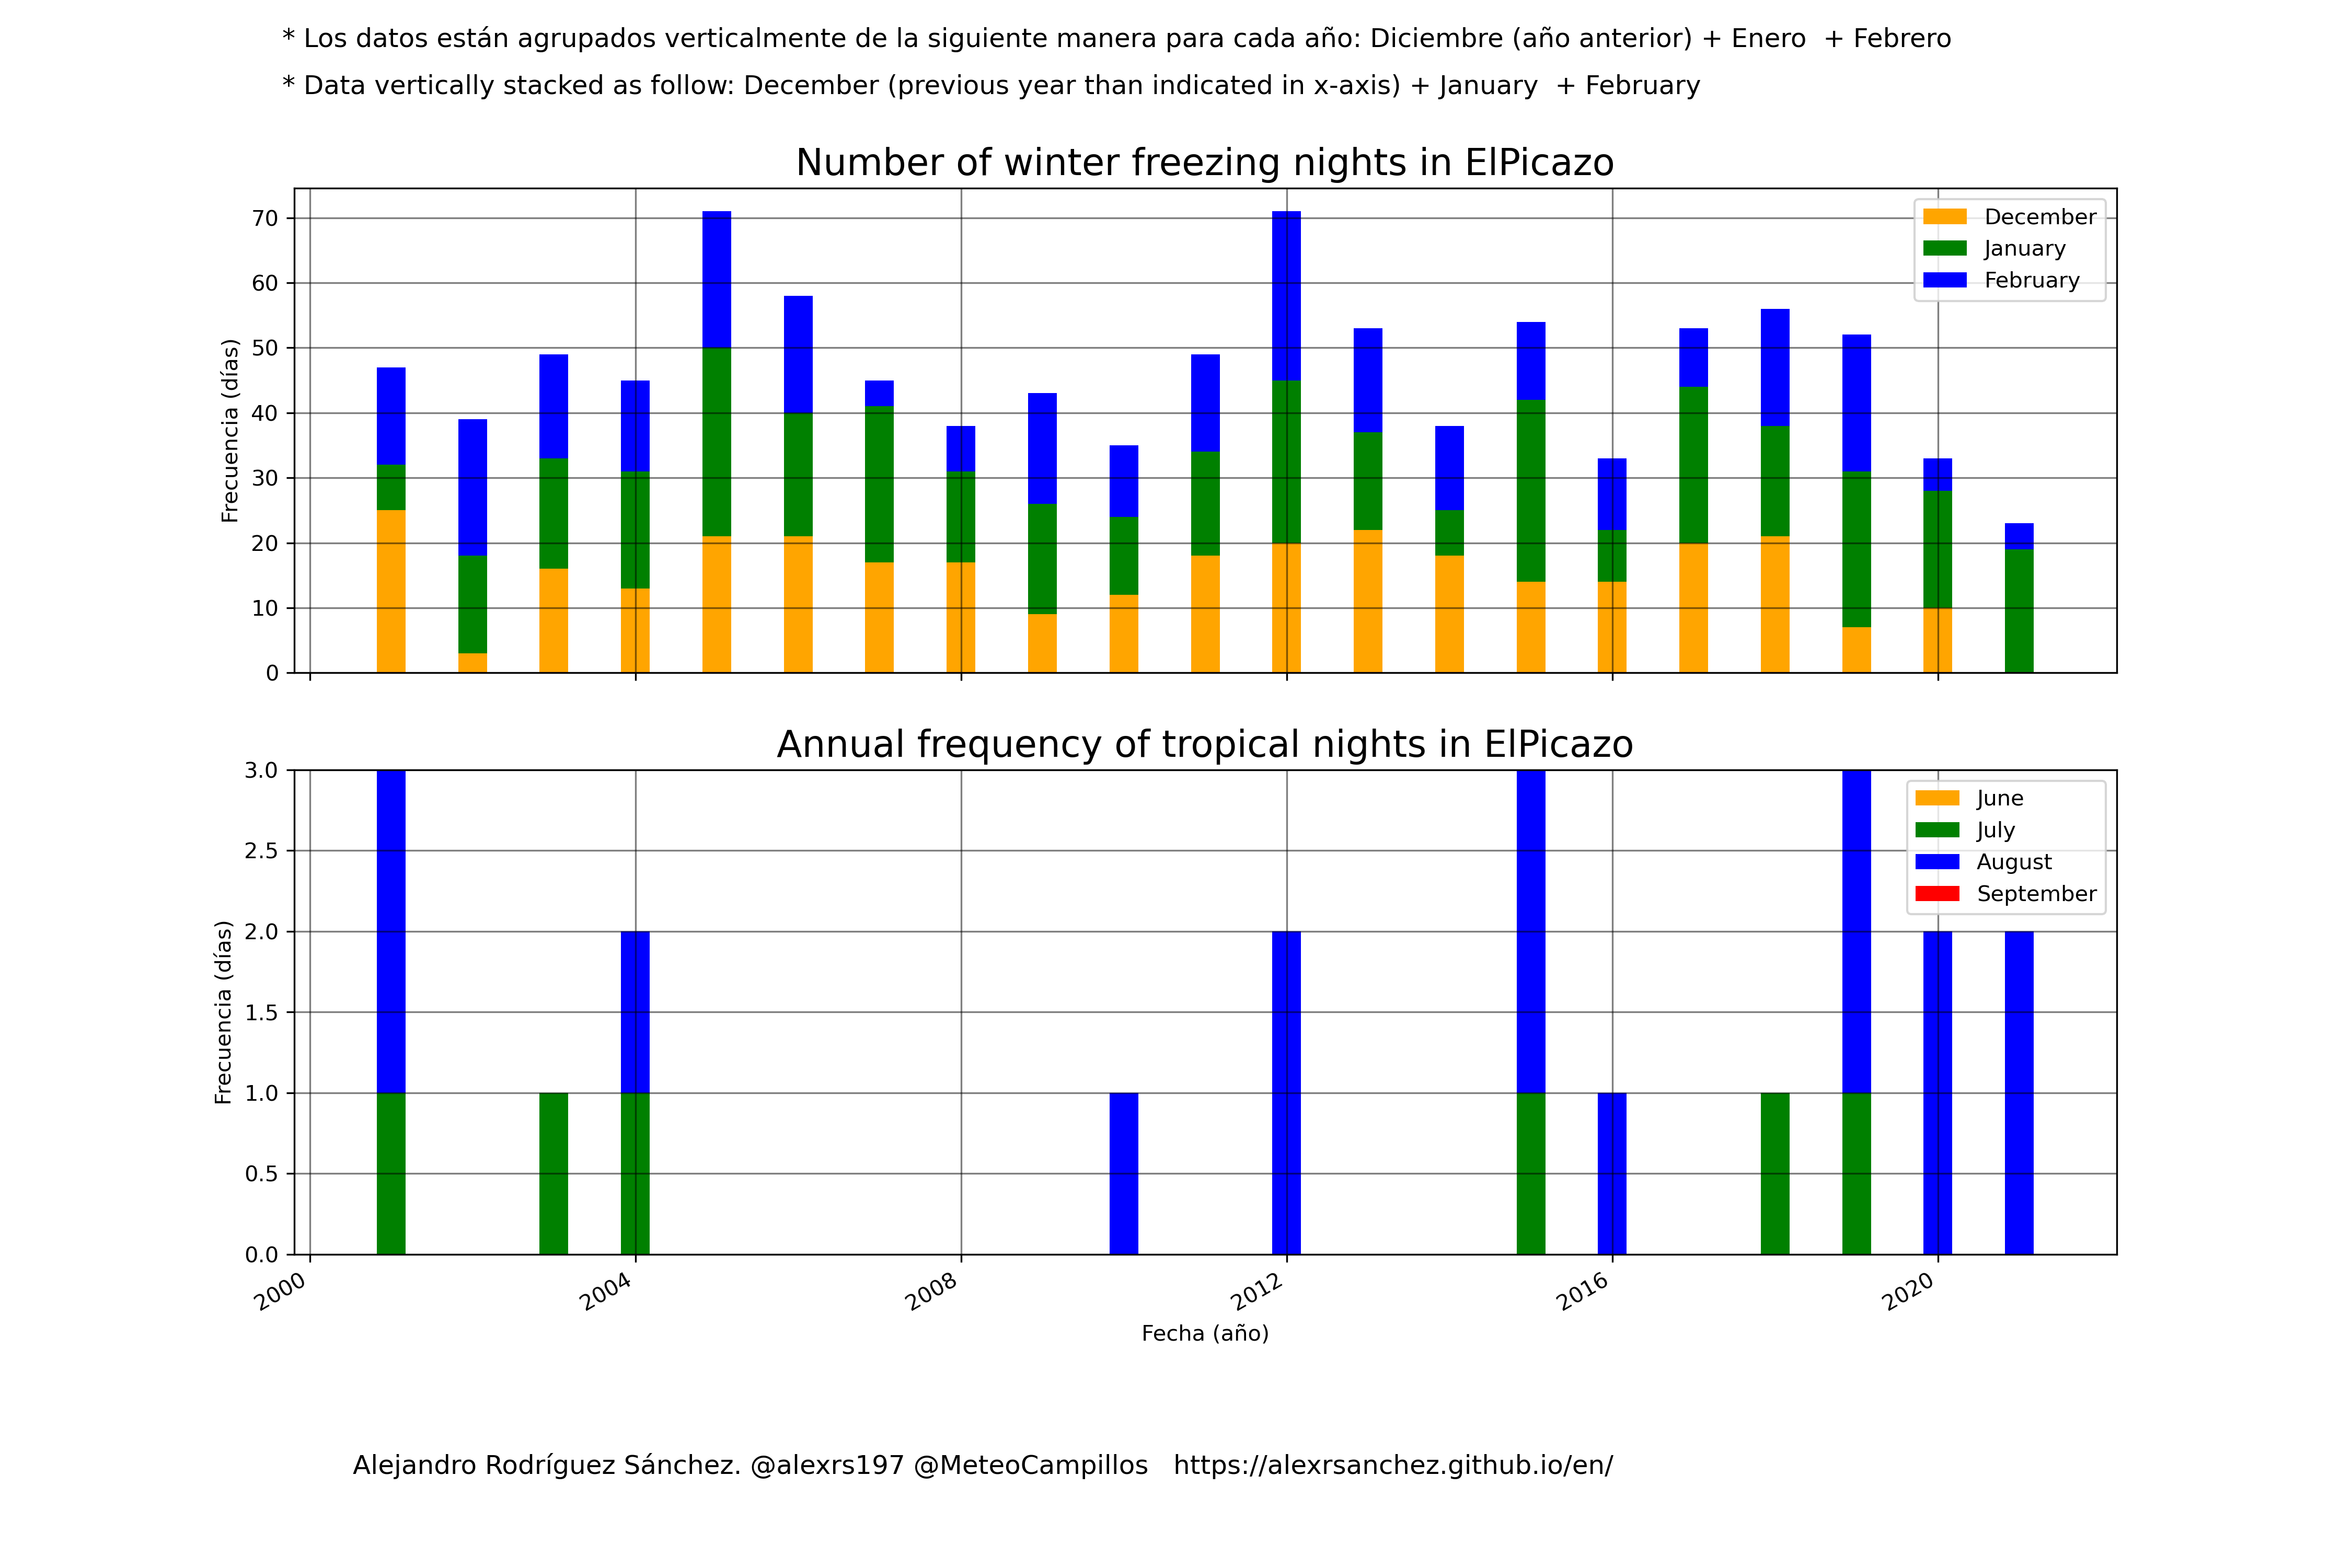 * Los datos están agrupados verticalmente de la siguiente manera para cada año: Diciembre (año anterior) + Enero  + Febrero
* Data vertically stacked as follow: December (previous year than indicated in x-axis) + January  + February
Number of winter freezing nights in ElPicazo
70
60
50
40
30
20
10
0
Frecuencia (días)
December
January
February
Annual frequency of tropical nights in ElPicazo
3.0
2.5
2.0
1.5
1.0
0.5
0.0
Frecuencia (días)
June
July
August
September
2000 2004 2008 2012 2016 2020
Fecha (año)
Alejandro Rodríguez Sánchez. @alexrs197 @MeteoCampillos   https://alexrsanchez.github.io/en/